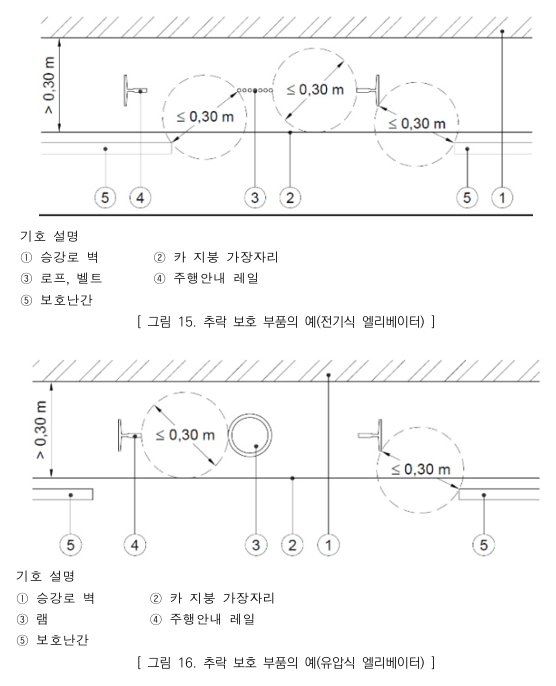 > 0,30 m
≤ 0,30 m
≤ 0,30 m
≤ 0,30 m
⑤ ④ ③ ② ⑤ ①
기호 설명
① 승강로 벽 ② 카 지붕 가장자리
③ 로프, 벨트 ④ 주행안내 레일
⑤ 보호난간
[ 그림 15. 추락 보호 부품의 예(전기식 엘리베이터) ]
> 0,30 m
≤ 0,30 m
≤ 0,30 m
⑤ ④ ③ ② ① ⑤
기호 설명
① 승강로 벽 ② 카 지붕 가장자리
③ 램 ④ 주행안내 레일
⑤ 보호난간
[ 그림 16. 추락 보호 부품의 예(유압식 엘리베이터) ]